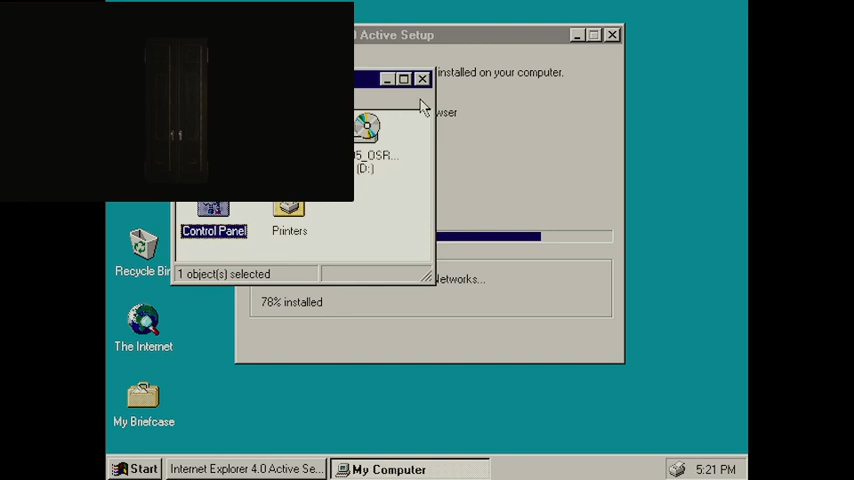 0 Active Setup
installed on your computer.
wser
5_OSR...
(D:)
Control Panel
Printers
1 object(s) selected
Networks...
78% installed
Recycle Bin
The Internet
My Briefcase
Start
Internet Explorer 4.0 Active Se...
My Computer
5:21 PM